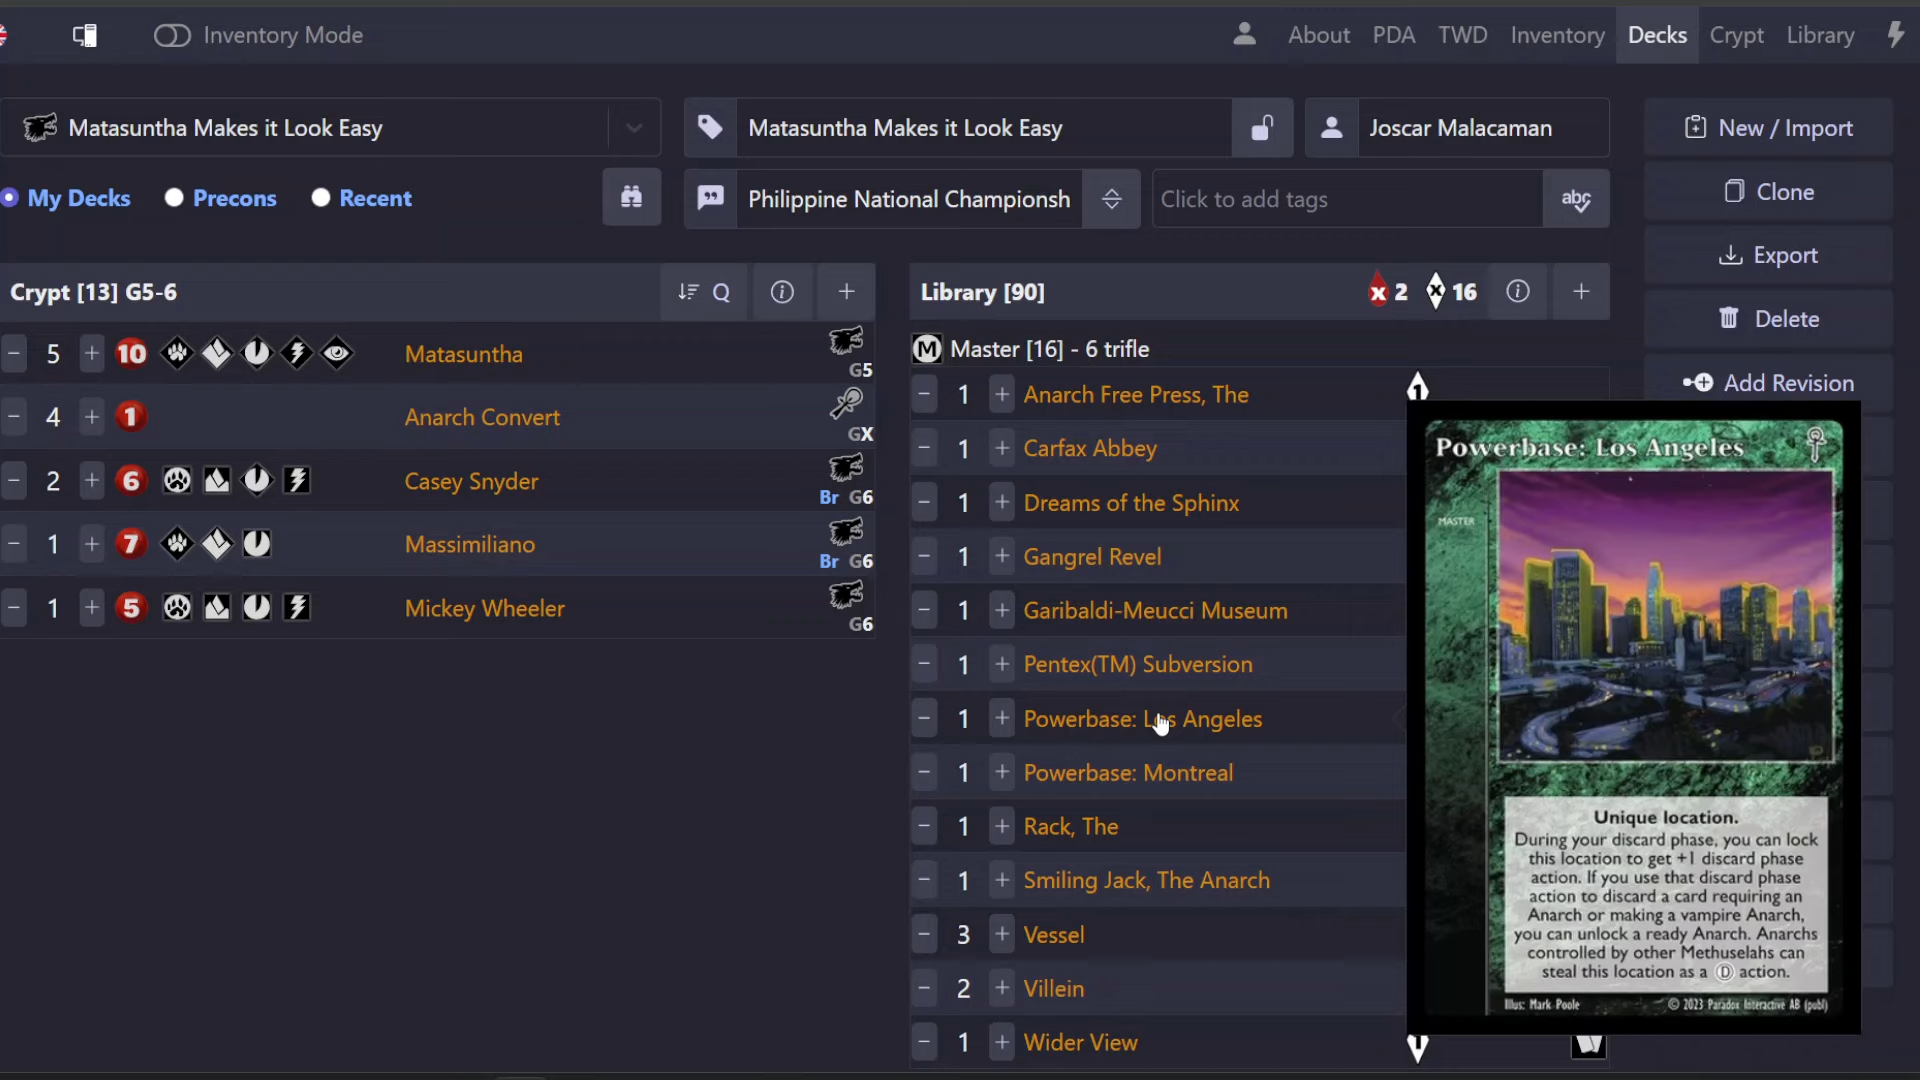 Inventory Mode
About PDA TWD Inventory Decks Crypt Library
Matasuntha Makes it Look Easy
Matasuntha Makes it Look Easy
Joscar Malacaman
New / Import
My Decks Precons Recent
Philippine National Championsh
Click to add tags
abc
Clone
Export
Delete
Add Revision
Crypt [13] G5-6
Q
- 5 + 10 Matasuntha G5
- 4 + 1 Anarch Convert GX
- 2 + 6 Casey Snyder Br G6
- 1 + 7 Massimiliano Br G6
- 1 + 5 Mickey Wheeler G6
Library [90]
X 2 X 16
M Master [16] - 6 trifle
- 1 + Anarch Free Press, The 1
- 1 + Carfax Abbey
- 1 + Dreams of the Sphinx
- 1 + Gangrel Revel
- 1 + Garibaldi-Meucci Museum
- 1 + Pentex(TM) Subversion
- 1 + Powerbase: Los Angeles
- 1 + Powerbase: Montreal
- 1 + Rack, The
- 1 + Smiling Jack, The Anarch
- 3 + Vessel
- 2 + Villein
- 1 + Wider View 1
Powerbase: Los Angeles
MASTER
Unique location.
During your discard phase, you can lock
this location to get +1 discard phase
action. If you use that discard phase
action to discard a card requiring an
Anarch or making a vampire Anarch,
you can unlock a ready Anarch. Anarchs
controlled by other Methuselahs can
steal this location as a D action.
Illus: Mark Poole
© 2023 Paradox Interactive AB (publ)